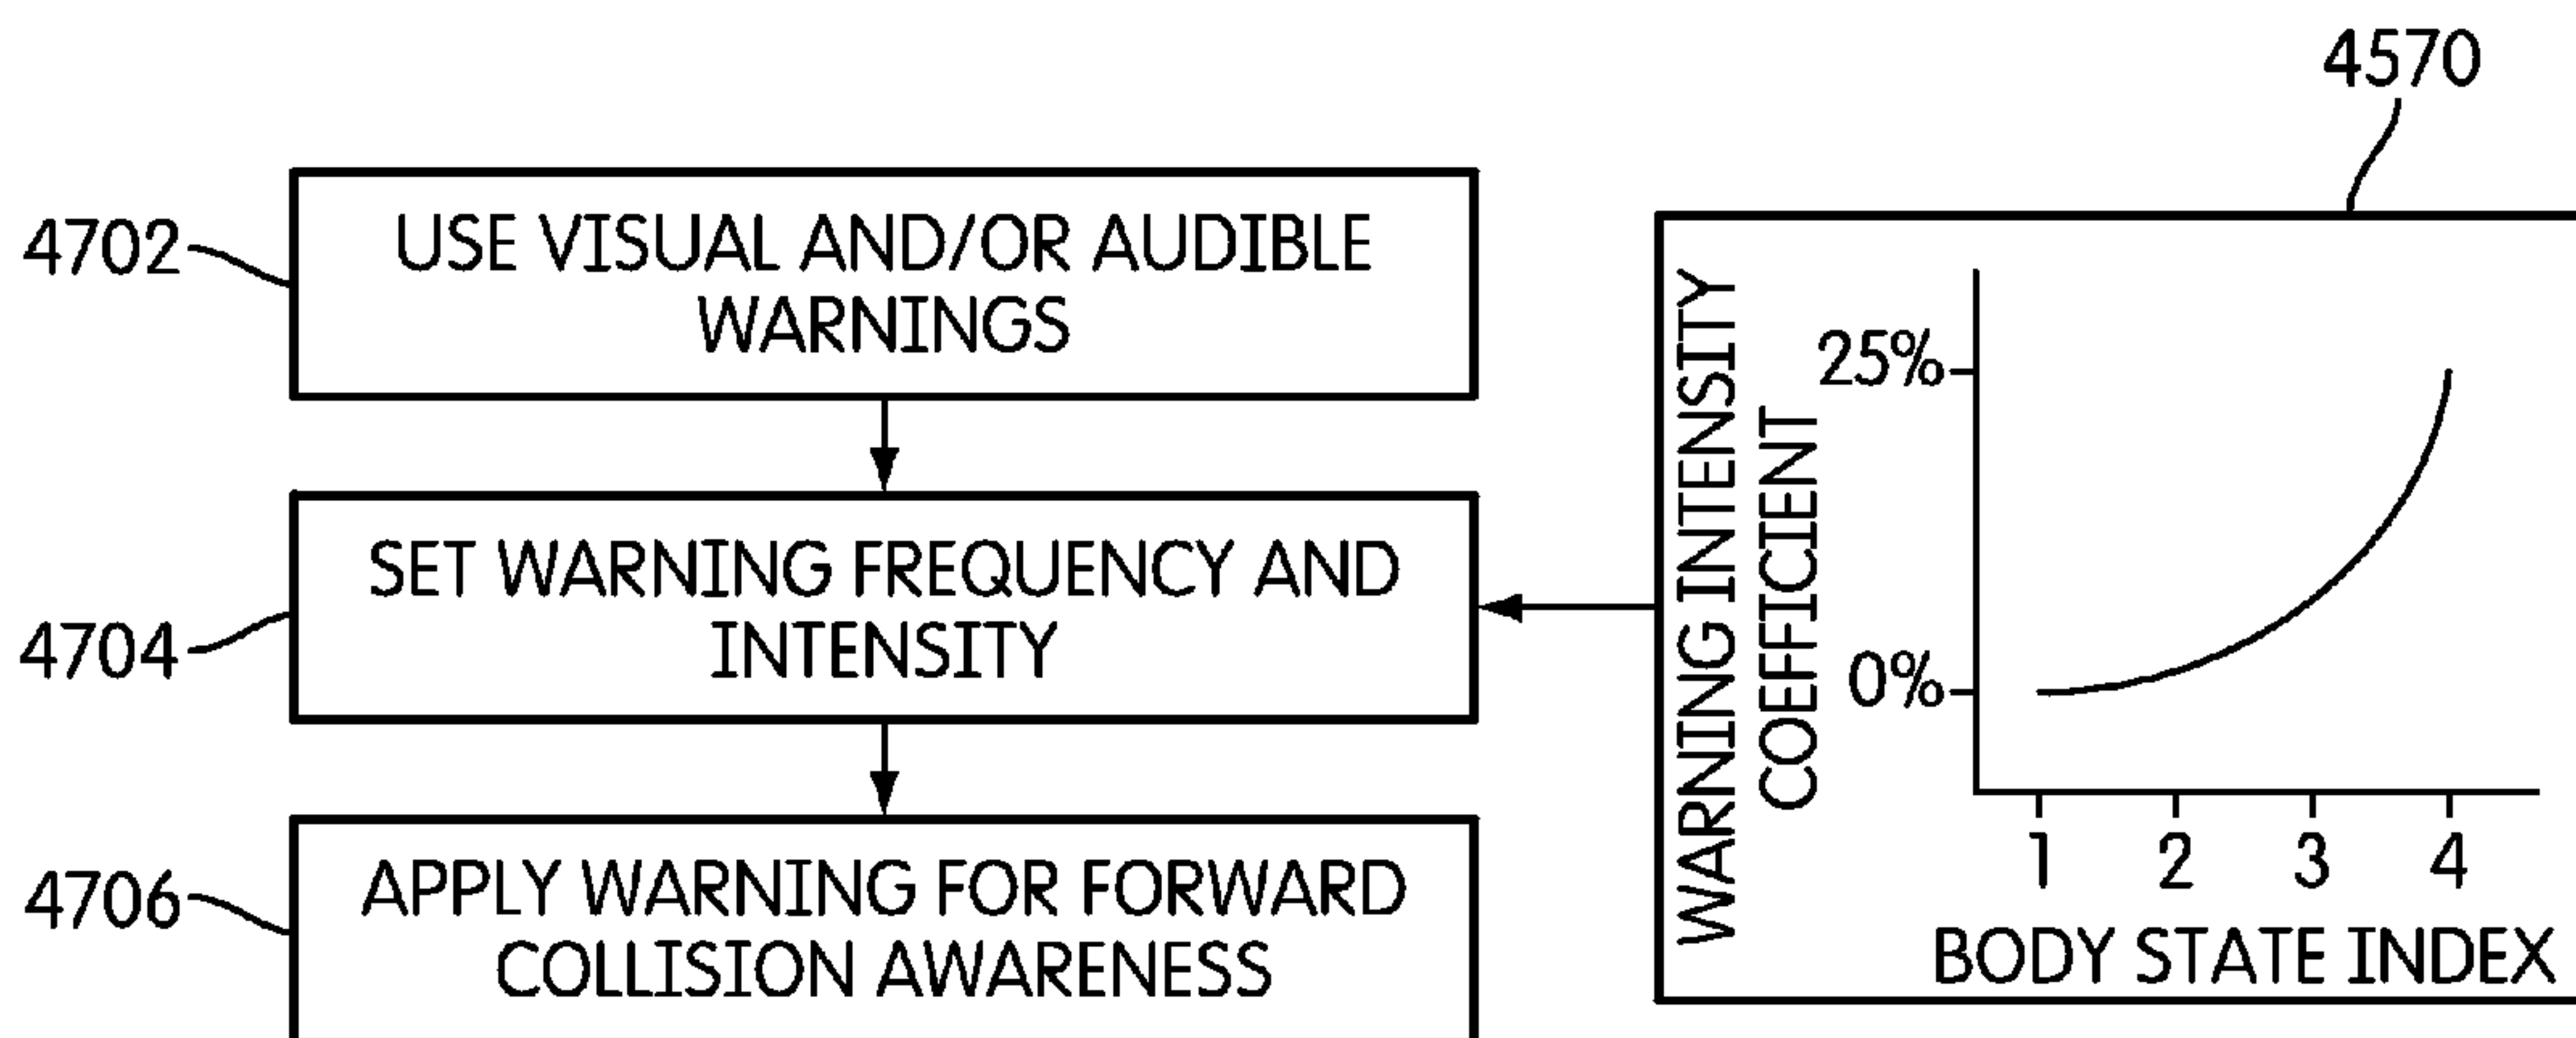 4702
USE VISUAL AND/OR AUDIBLE
WARNINGS
4704
SET WARNING FREQUENCY AND
INTENSITY
4706
APPLY WARNING FOR FORWARD
COLLISION AWARENESS
4570
WARNING INTENSITY
COEFFICIENT
25%
0%
1 2 3 4
BODY STATE INDEX